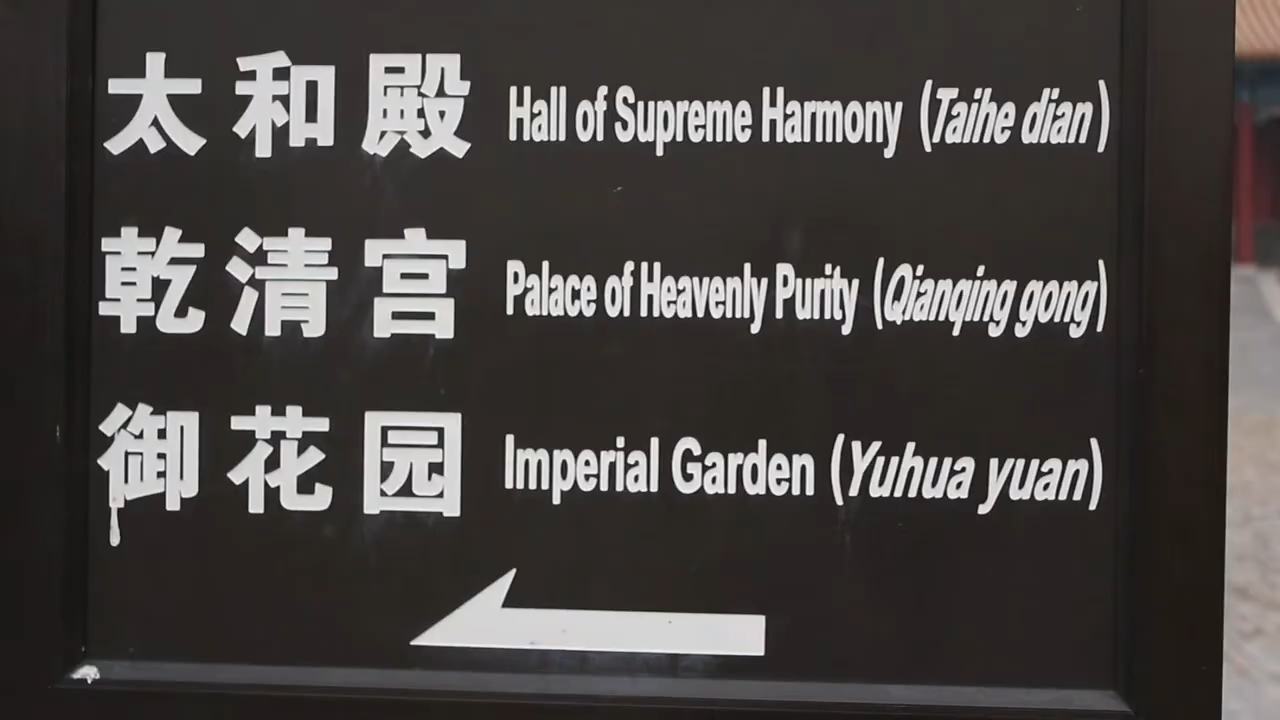 太和殿 Hall of Supreme Harmony (Taihe dian)
乾清宫 Palace of Heavenly Purity (Qianqing gong)
御花园 Imperial Garden (Yuhua yuan)